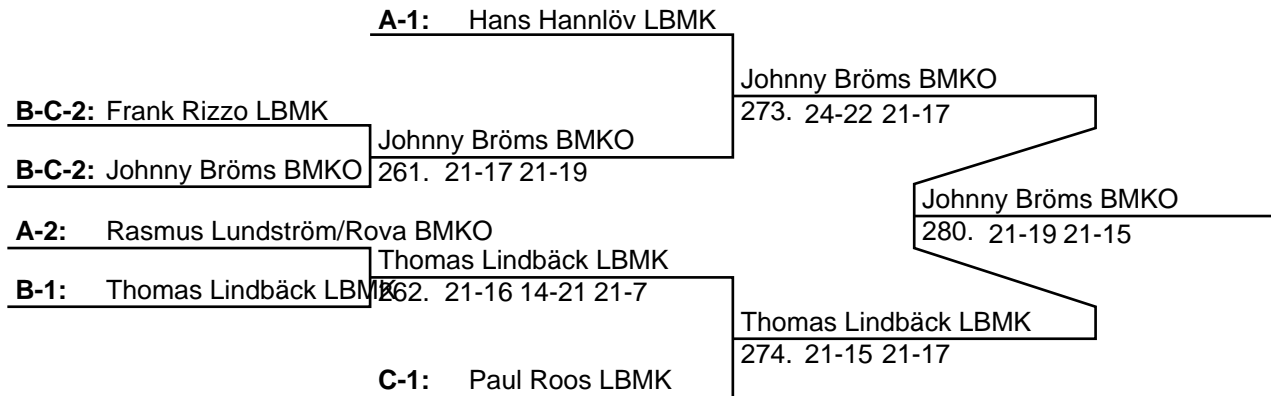 A-1: Hans Hannlöv LBMK
Johnny Bröms BMKO
B-C-2: Frank Rizzo LBMK
273. 24-22 21-17
Johnny Bröms BMKO
B-C-2: Johnny Bröms BMKO
261. 21-17 21-19
Johnny Bröms BMKO
A-2: Rasmus Lundström/Rova BMKO
280. 21-19 21-15
Thomas Lindbäck LBMK
B-1: Thomas Lindbäck LBMK
262. 21-16 14-21 21-7
Thomas Lindbäck LBMK
274. 21-15 21-17
C-1: Paul Roos LBMK